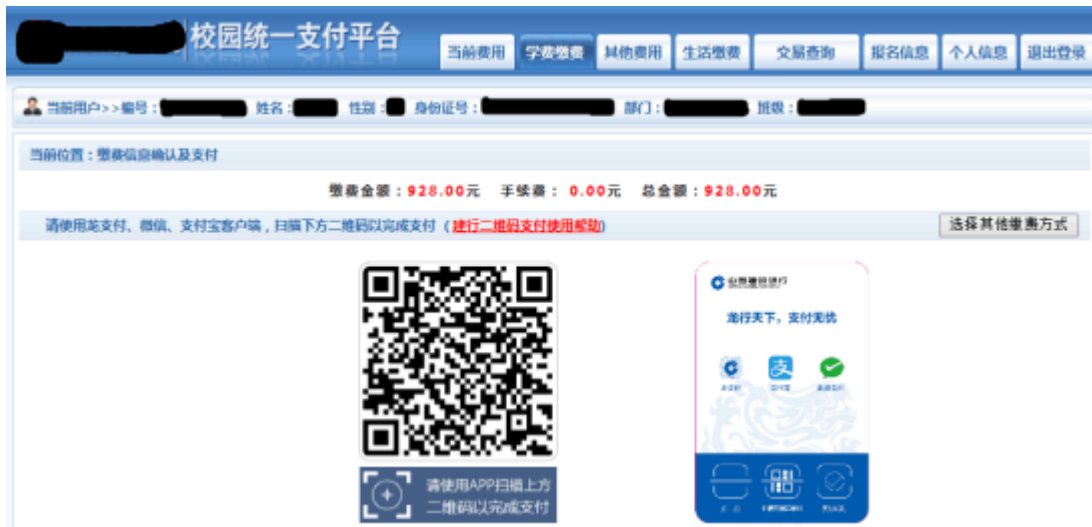 校园统一支付平台
当前费用 学费缴费 其他费用 生活缴费 交易查询 报名信息 个人信息 退出登录
当前用户>>编号： 姓名： 性别： 身份证号： 部门： 班级：
当前位置：缴费信息确认及支付
缴费金额：928.00元 手续费： 0.00元 总金额：928.00元
请使用龙支付、微信、支付宝客户端，扫描下方二维码以完成支付（建行二维码支付使用帮助）
选择其他缴费方式
中国建设银行
龙行天下，支付无忧
支
请使用APP扫描上方
二维码以完成支付